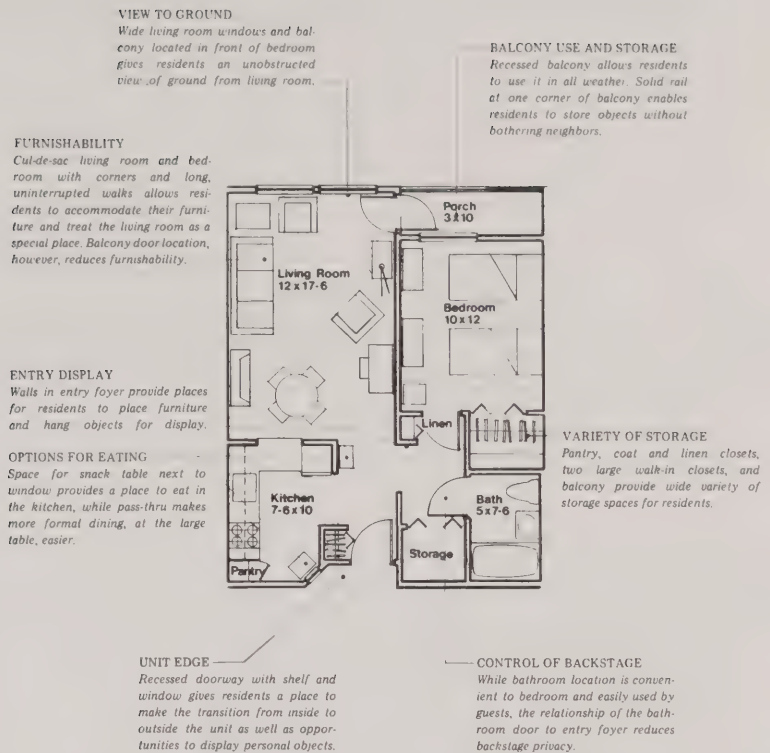 VIEW TO GROUND
Wide living room windows and bal-
cony located in front of bedroom
gives residents an unobstructed
view of ground from living room.
BALCONY USE AND STORAGE
Recessed balcony allows residents
to use it in all weather. Solid rail
at one corner of balcony enables
residents to store objects without
bothering neighbors.
FURNISHABILITY
Cul-de-sac living room and bed-
room with corners and long,
uninterrupted walks allows resi-
dents to accommodate their furni-
ture and treat the living room as a
special place. Balcony door location,
however, reduces furnishability.
Porch
3x10
Living Room
12 x 17-6
Bedroom
10 x 12
ENTRY DISPLAY
Walls in entry foyer provide places
for residents to place furniture
and hang objects for display.
OPTIONS FOR EATING
Space for snack table next to
window provides a place to eat in
the kitchen, while pass-thru makes
more formal dining, at the large
table, easier.
Linen
VARIETY OF STORAGE
Pantry, coat and linen closets,
two large walk-in closets, and
balcony provide wide variety of
storage spaces for residents.
Kitchen
7-6x10
Bath
5x7-6
Storage
Pantry
UNIT EDGE
Recessed doorway with shelf and
window gives residents a place to
make the transition from inside to
outside the unit as well as oppor-
tunities to display personal objects.
CONTROL OF BACKSTAGE
While bathroom location is conven-
ient to bedroom and easily used by
guests, the relationship of the bath-
room door to entry foyer reduces
backstage privacy.